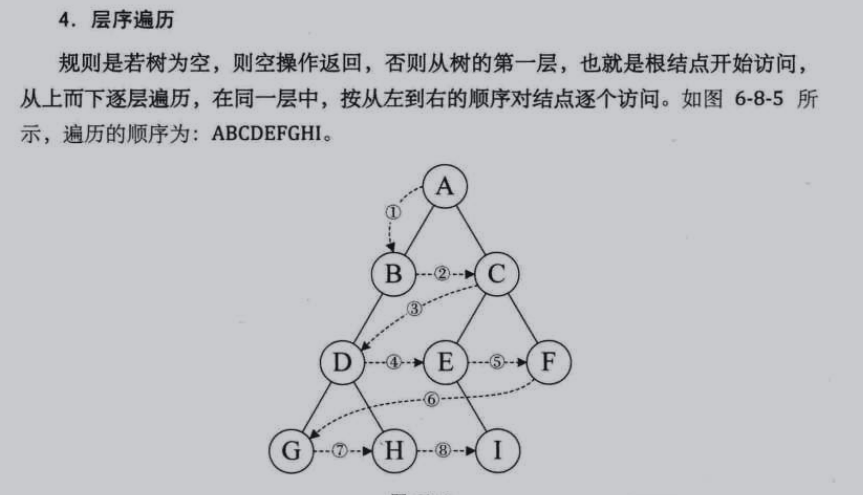 4．层序遍历
规则是若树为空，则空操作返回，否则从树的第一层，也就是根结点开始访问，
从上而下逐层遍历，在同一层中，按从左到右的顺序对结点逐个访问。如图 6-8-5 所
示，遍历的顺序为：ABCDEFGHI。
A
①
B ② C
③
D ④ E ⑤ F
⑥
G ⑦ H ⑧ I